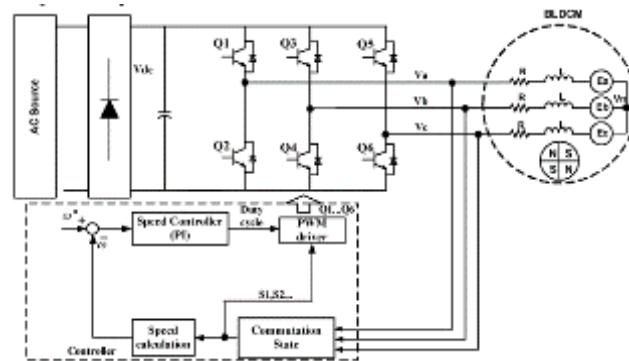 BLDCM
AC Source
Vdc
Q1
Q3
Q5
Va
R
L
Ea
Vb
R
L
Eb
Vn
Vc
R
L
Ec
Q2
Q4
Q6
N
S
S
N
ω*
+
-
ω
Speed Controller
(PI)
Duty
cycle
Q1...Q6
PWM
driver
S1,S2...
Speed
calculation
Commutation
State
Controller